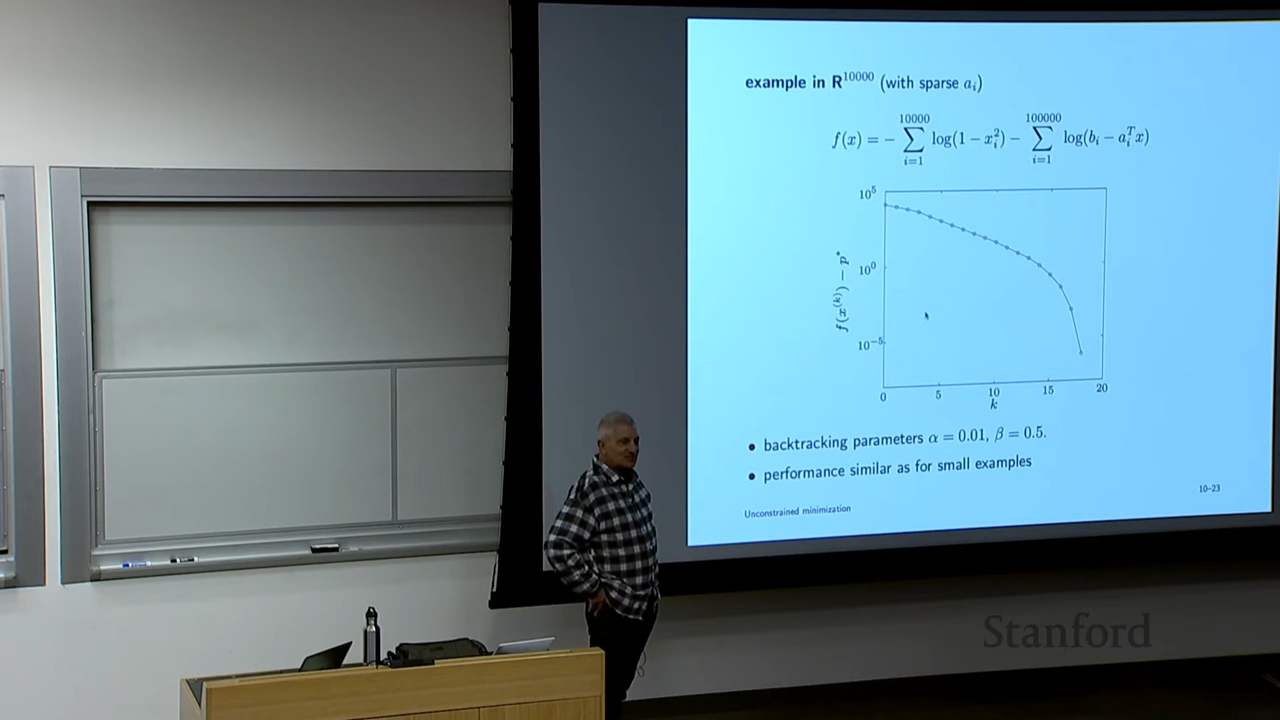 example in R^10000 (with sparse a_i)
f(x) = − ∑_{i=1}^{10000} log(1 − x_i^2) − ∑_{i=1}^{100000} log(b_i − a_i^T x)
10^5
10^0
10^−5
f(x^(k)) − p*
0 5 10 15 20
k
• backtracking parameters α = 0.01, β = 0.5.
• performance similar as for small examples
10–23
Unconstrained minimization
Stanford